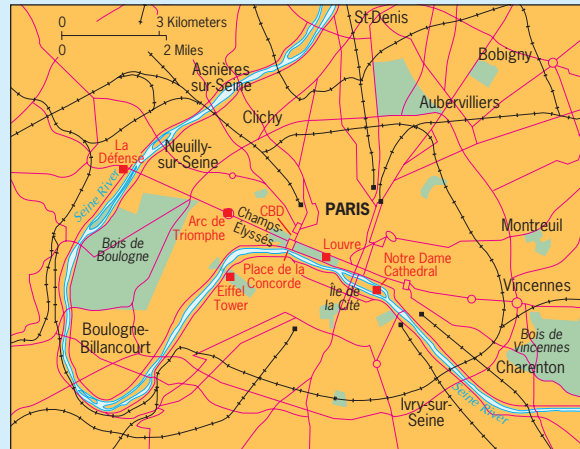 0 3 Kilometers
0 2 Miles
St-Denis
Bobigny
Asnières
sur-Seine
Aubervilliers
Clichy
La
Défense
Neuilly-
sur-Seine
Seine River
PARIS
CBD
Champs-
Élyssés
Arc de
Triomphe
Louvre
Montreuil
Bois de
Boulogne
Notre Dame
Cathedral
Place de la
Concorde
Eiffel
Tower
Île de
la Cité
Vincennes
Boulogne-
Billancourt
Bois de
Vincennes
Charenton
Ivry-sur-
Seine
Seine River